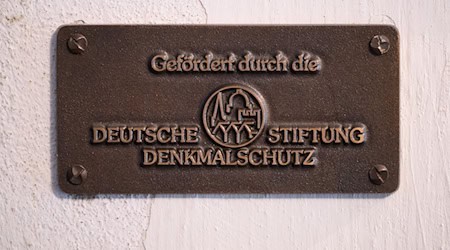 Gefördert durch die
DEUTSCHE STIFTUNG
DENKMALSCHUTZ